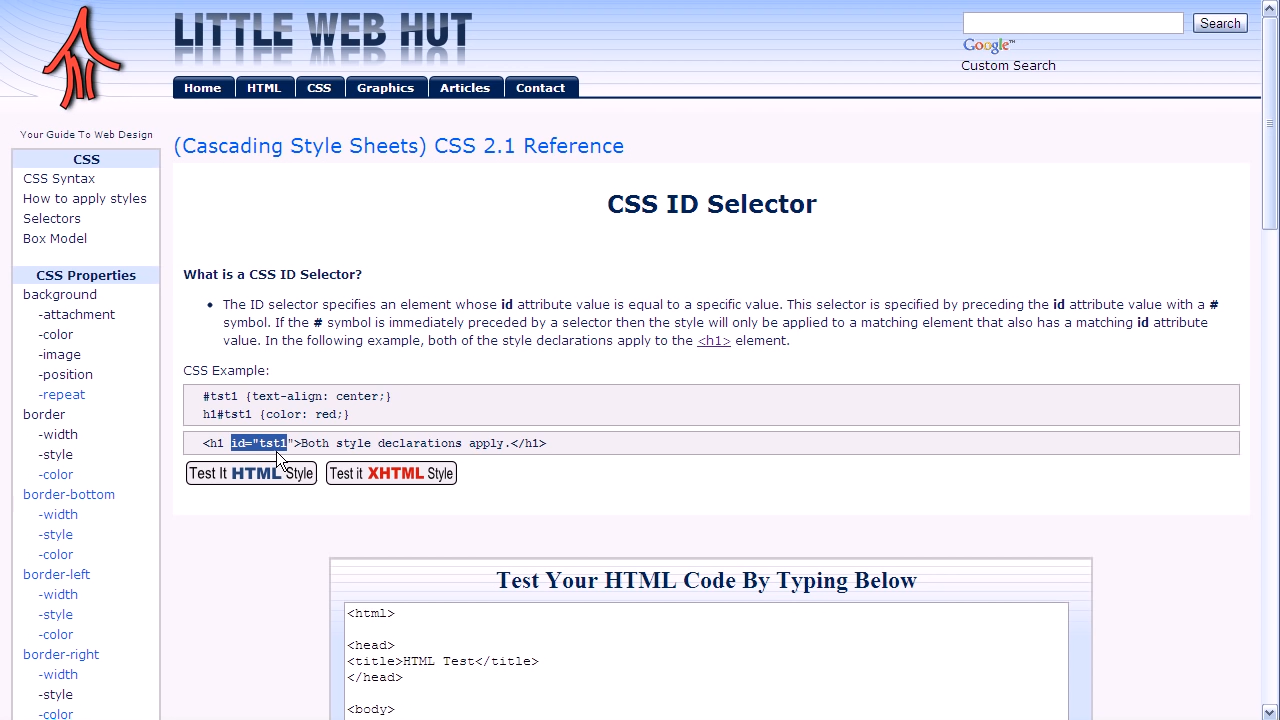 LITTLE WEB HUT
Search
Google™
Custom Search
Home
HTML
CSS
Graphics
Articles
Contact
Your Guide To Web Design
CSS
CSS Syntax
How to apply styles
Selectors
Box Model
CSS Properties
background
-attachment
-color
-image
-position
-repeat
border
-width
-style
-color
border-bottom
-width
-style
-color
border-left
-width
-style
-color
border-right
-width
-style
-color
(Cascading Style Sheets) CSS 2.1 Reference
CSS ID Selector
What is a CSS ID Selector?
• The ID selector specifies an element whose id attribute value is equal to a specific value. This selector is specified by preceding the id attribute value with a #
symbol. If the # symbol is immediately preceded by a selector then the style will only be applied to a matching element that also has a matching id attribute
value. In the following example, both of the style declarations apply to the <h1> element.
CSS Example:
#tst1 {text-align: center;}
h1#tst1 {color: red;}
<h1 id="tst1">Both style declarations apply.</h1>
Test It HTML Style
Test it XHTML Style
Test Your HTML Code By Typing Below
<html>
<head>
<title>HTML Test</title>
</head>
<body>